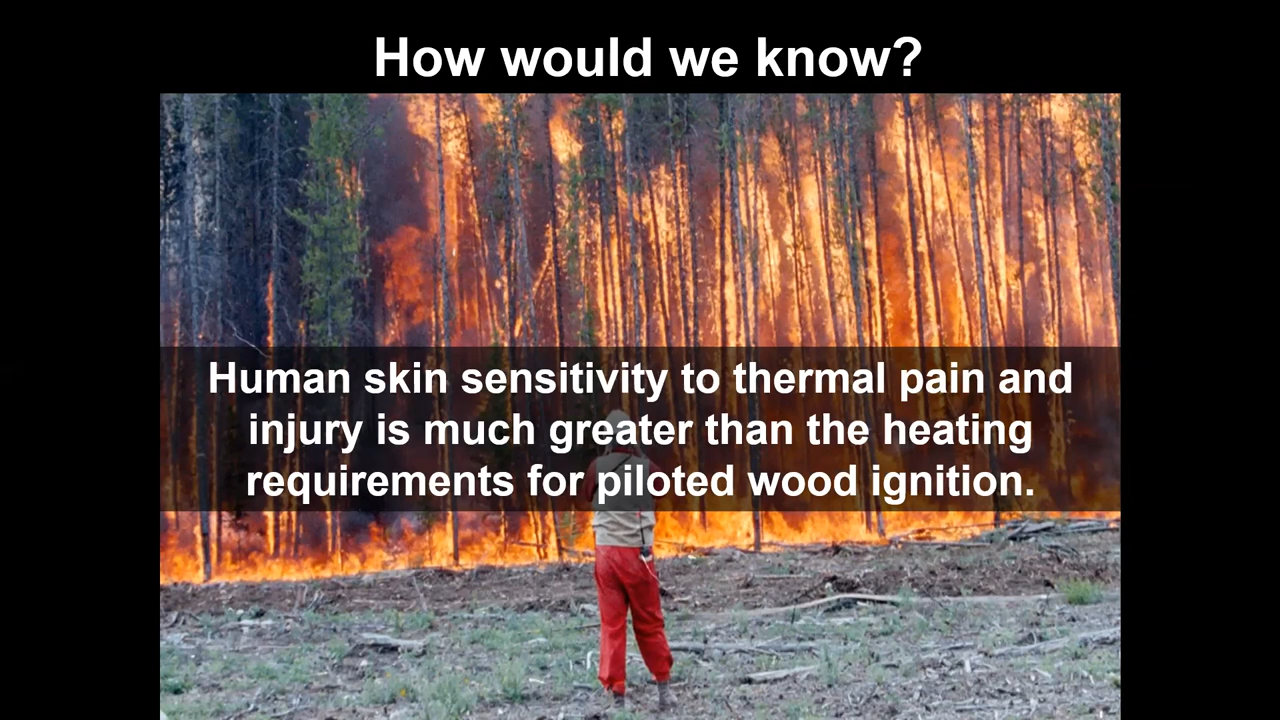 How would we know?
Human skin sensitivity to thermal pain and
injury is much greater than the heating
requirements for piloted wood ignition.